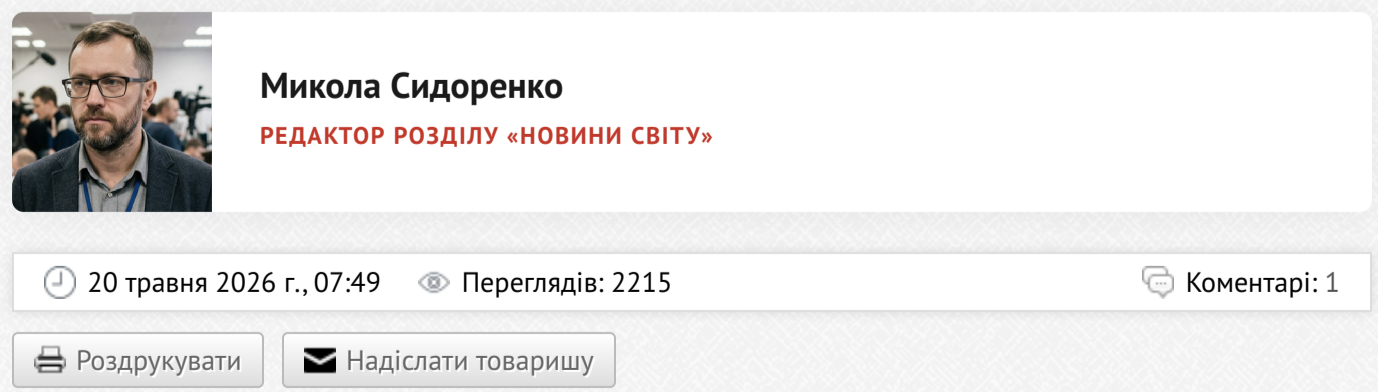 Микола Сидоренко
РЕДАКТОР РОЗДІЛУ «НОВИНИ СВІТУ»
20 травня 2026 г., 07:49 Переглядів: 2215 Коментарі: 1
Роздрукувати Надіслати товаришу